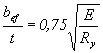 b_ef / t = 0,75 √(E / R_y)